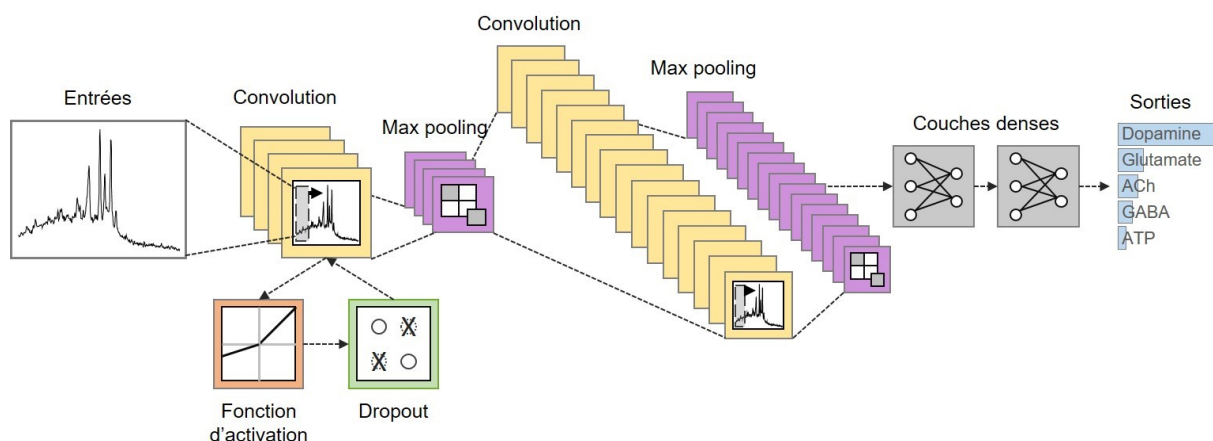 Entrées
Convolution
Max pooling
Convolution
Max pooling
Couches denses
Sorties
Dopamine
Glutamate
ACh
GABA
ATP
Fonction
d'activation
Dropout